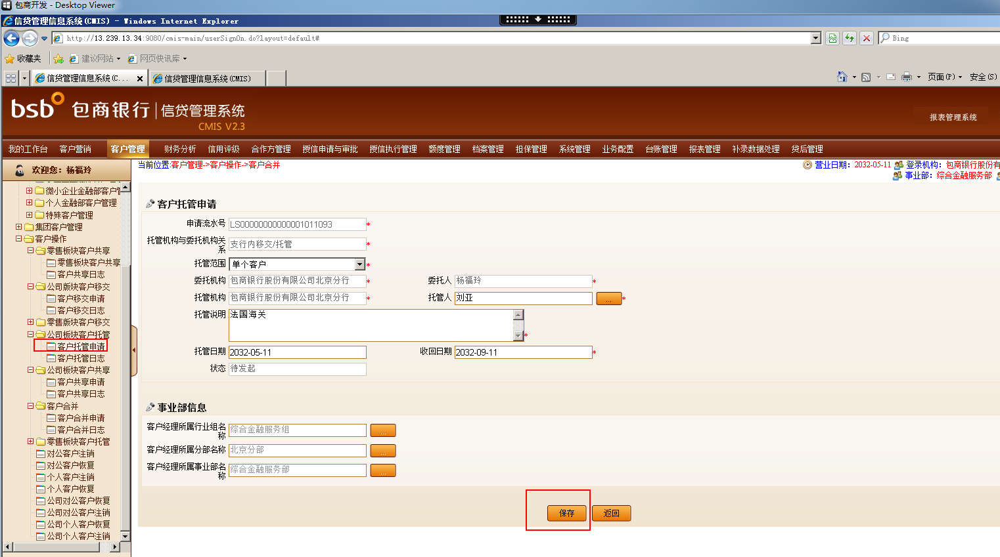 包商开发 - Desktop Viewer
信贷管理信息系统(CMIS) - Windows Internet Explorer
http://13.239.13.34:9080/cmis-main/userSignOn.do?layout=default#
Bing
收藏夹 建议网站 网页快讯库
信贷管理信息系统(C... 信贷管理信息系统(CMIS)
页面(P) 安全(S)
bsb 包商银行 | 信贷管理系统
CMIS V2.3
报表管理系统
我的工作台 客户营销 客户管理 财务分析 信用评级 合作方管理 授信申请与审批 授信执行管理 额度管理 档案管理 担保管理 系统管理 业务配置 台账管理 报表管理 补录数据处理 贷后管理
欢迎您：杨福玲
当前位置:客户管理->客户操作->客户合并
营业日期：2032-05-11 登录机构：包商银行股份有
事业部：综合金融服务部
微小企业金融部客户管
个人金融部客户管理
特殊客户管理
集团客户管理
客户操作
零售板块客户共享
零售板块客户共享
客户共享日志
公司版块客户移交
客户移交申请
客户移交日志
零售版块客户移交
公司板块客户托管
客户托管申请
客户托管日志
公司板块客户共享
客户共享申请
客户共享日志
客户合并
客户合并申请
客户合并日志
零售板块客户托管
对公客户注销
对公客户恢复
个人客户注销
个人客户恢复
公司对公客户恢复
公司对公客户注销
公司个人客户恢复
公司个人客户注销
客户托管申请
申请流水号 LS00000000000001011093 *
托管机构与委托机构关系 支行内移交/托管 *
托管范围 单个客户 *
委托机构 包商银行股份有限公司北京分行 * 委托人 杨福玲 *
托管机构 包商银行股份有限公司北京分行 * 托管人 刘亚 ... *
托管说明 法国海关 *
托管日期 2032-05-11 收回日期 2032-09-11 *
状态 待发起
事业部信息
客户经理所属行业组名称 综合金融服务组 ...
客户经理所属分部名称 北京分部 ...
客户经理所属事业部名称 综合金融服务部 ...
保存 返回